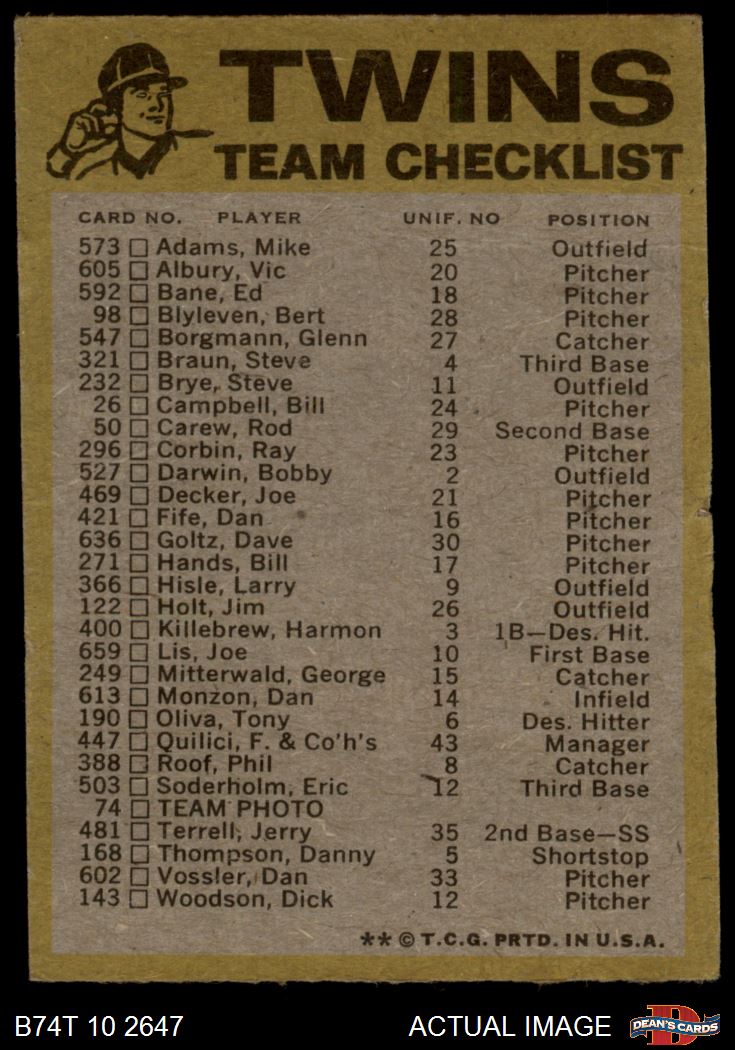 TWINS
TEAM CHECKLIST
CARD NO. PLAYER UNIF. NO POSITION
573 Adams, Mike 25 Outfield
605 Albury, Vic 20 Pitcher
592 Bane, Ed 18 Pitcher
98 Blyleven, Bert 28 Pitcher
547 Borgmann, Glenn 27 Catcher
321 Braun, Steve 4 Third Base
232 Brye, Steve 11 Outfield
26 Campbell, Bill 24 Pitcher
50 Carew, Rod 29 Second Base
296 Corbin, Ray 23 Pitcher
527 Darwin, Bobby 2 Outfield
469 Decker, Joe 21 Pitcher
421 Fife, Dan 16 Pitcher
636 Goltz, Dave 30 Pitcher
271 Hands, Bill 17 Pitcher
366 Hisle, Larry 9 Outfield
122 Holt, Jim 26 Outfield
400 Killebrew, Harmon 3 1B—Des. Hit.
659 Lis, Joe 10 First Base
249 Mitterwald, George 15 Catcher
613 Monzon, Dan 14 Infield
190 Oliva, Tony 6 Des. Hitter
447 Quilici, F. & Co'h's 43 Manager
388 Roof, Phil 8 Catcher
503 Soderholm, Eric 12 Third Base
74 TEAM PHOTO
481 Terrell, Jerry 35 2nd Base—SS
168 Thompson, Danny 5 Shortstop
602 Vossler, Dan 33 Pitcher
143 Woodson, Dick 12 Pitcher
** © T.C.G. PRTD. IN U.S.A.
B74T 10 2647 ACTUAL IMAGE DEAN'S CARDS